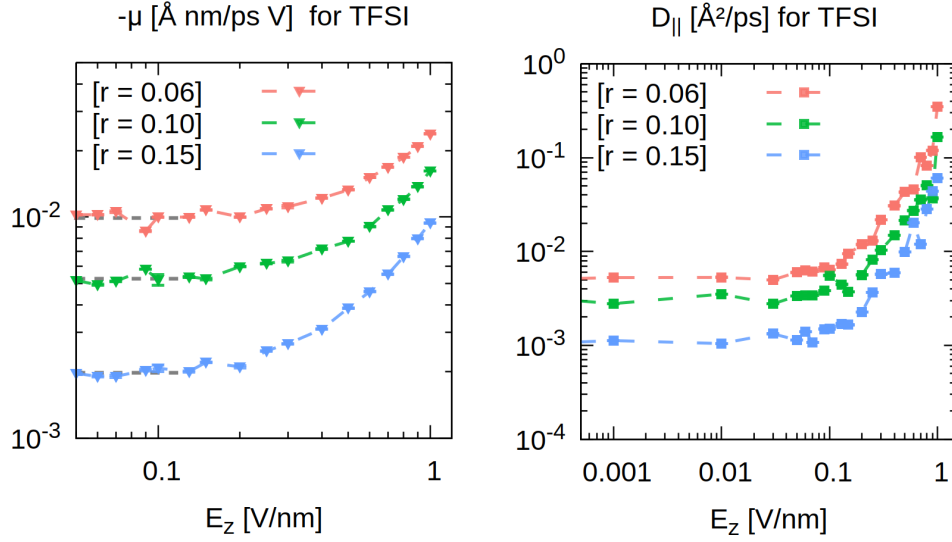 -μ [Å nm/ps V]  for TFSI
[r = 0.06]
[r = 0.10]
[r = 0.15]
10⁻²
10⁻³
0.1
1
E_z [V/nm]
D_|| [Å²/ps] for TFSI
[r = 0.06]
[r = 0.10]
[r = 0.15]
10⁰
10⁻¹
10⁻²
10⁻³
10⁻⁴
0.001
0.01
0.1
1
E_z [V/nm]